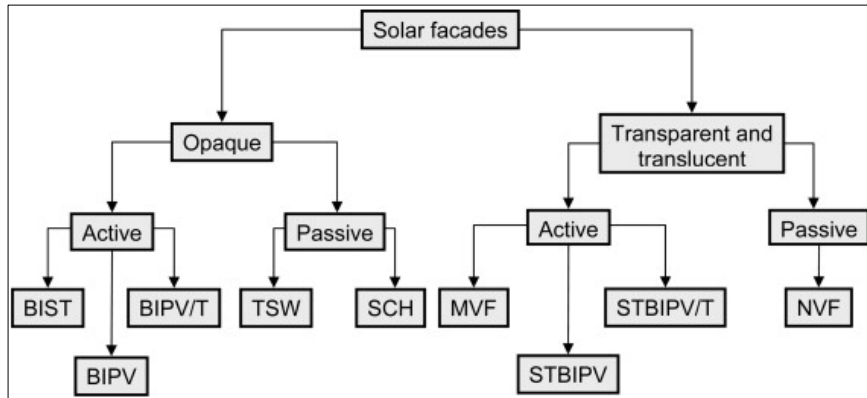 Solar facades
Opaque
Transparent and
translucent
Active
Passive
Active
Passive
BIST
BIPV/T
TSW
SCH
MVF
STBIPV/T
NVF
BIPV
STBIPV